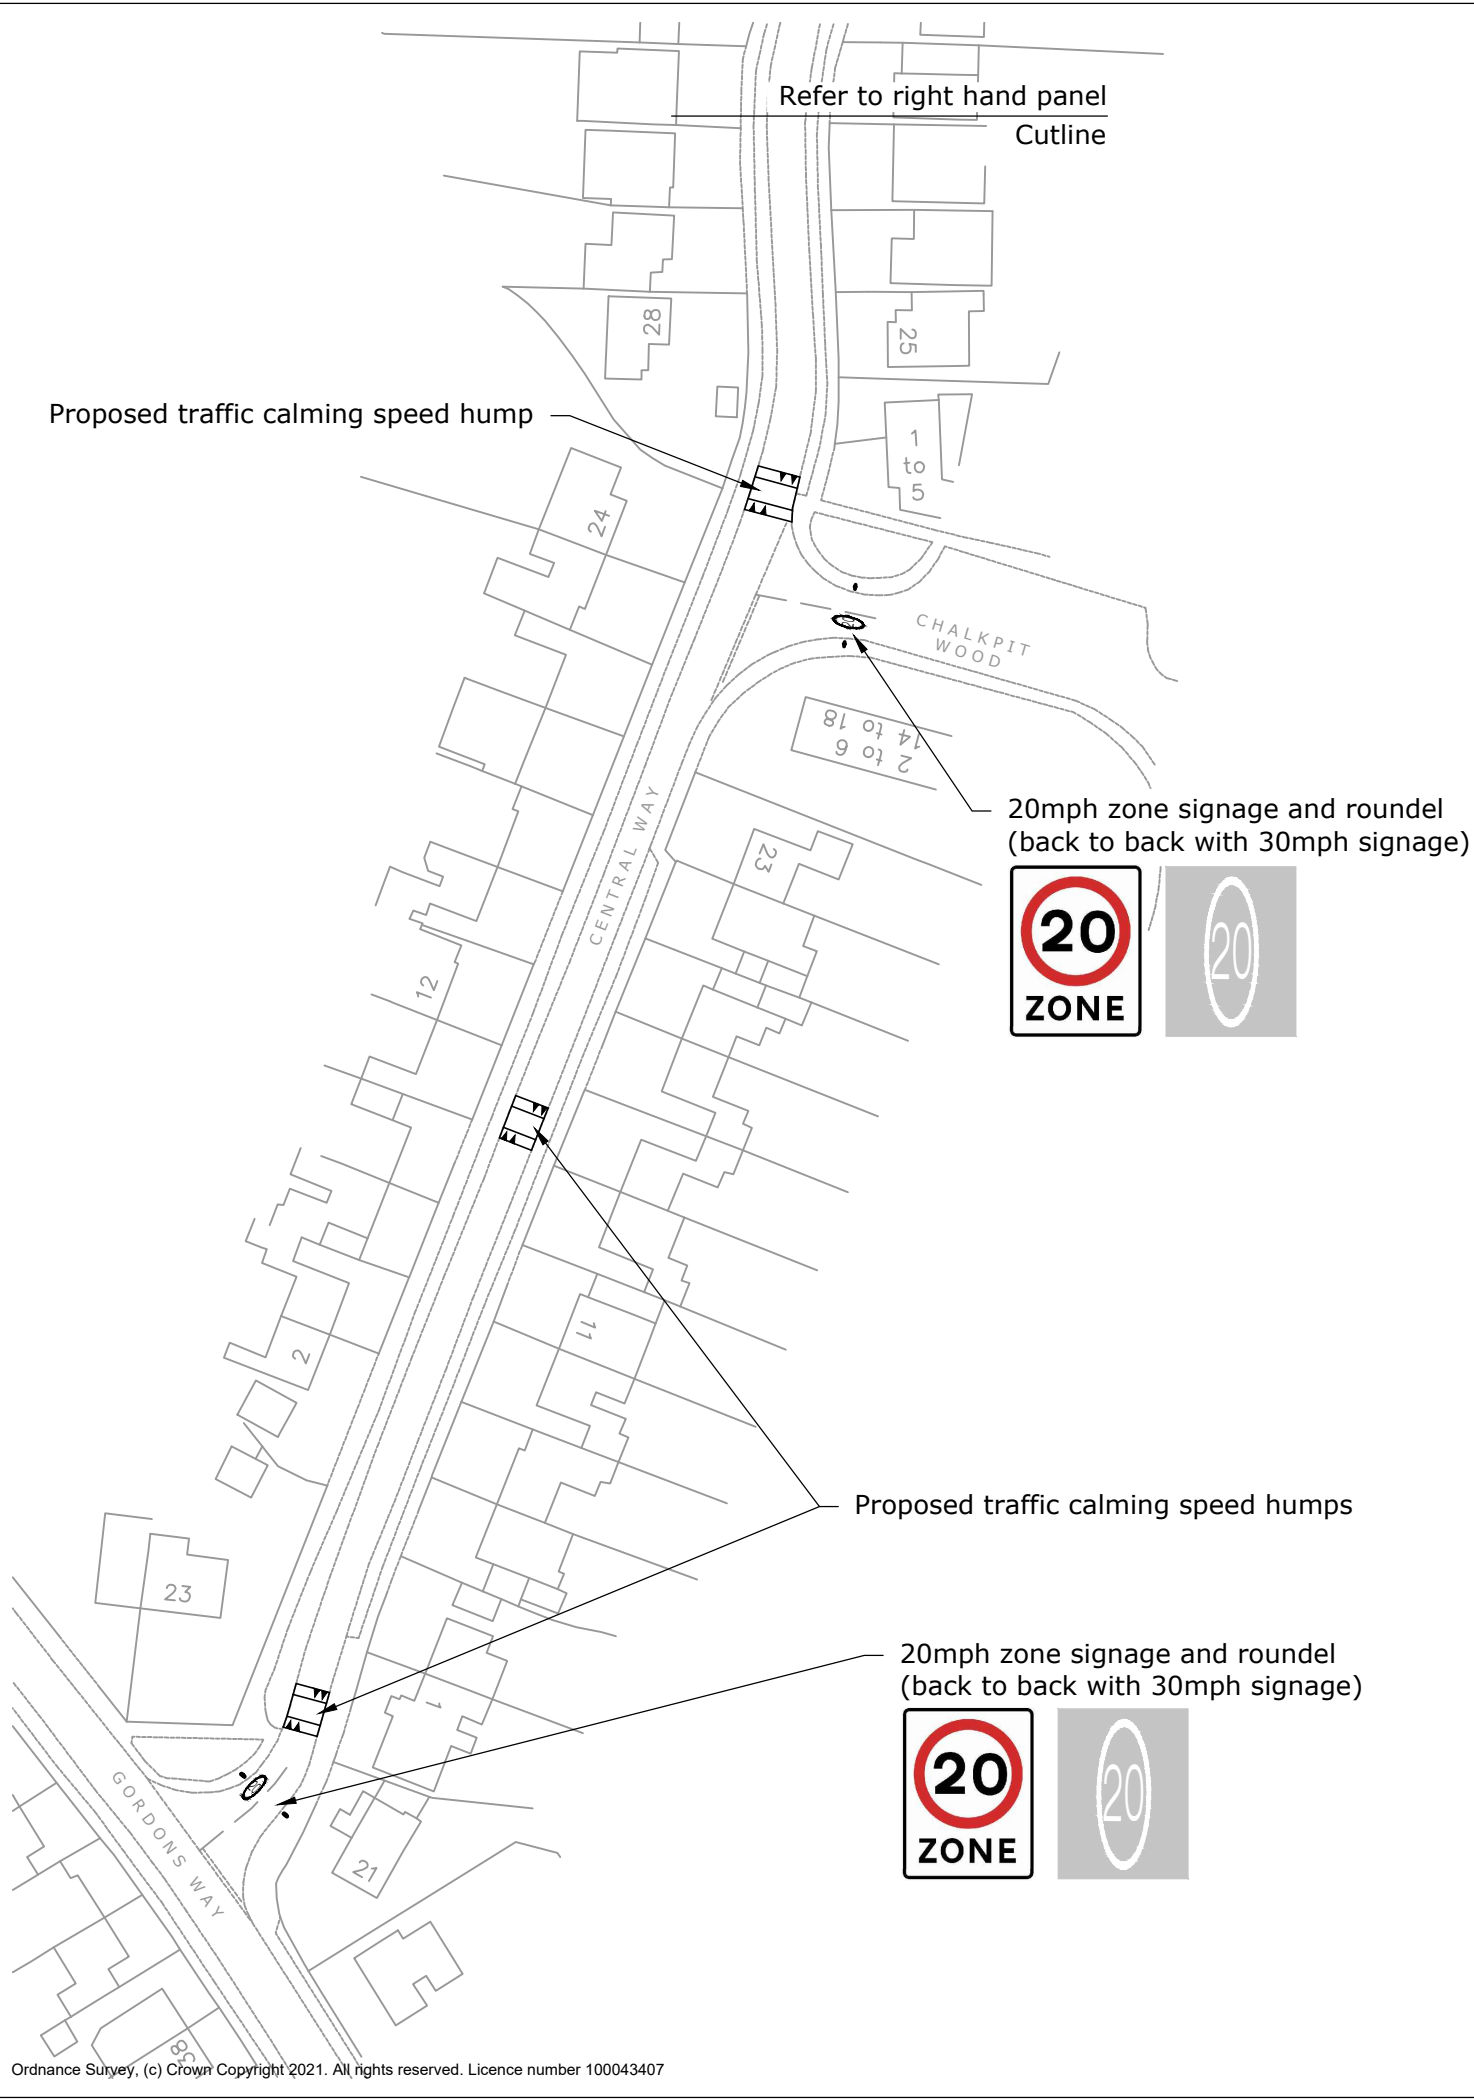 Refer to right hand panel
Cutline
28
25
Proposed traffic calming speed hump
1
to
5
24
CHALKPIT
WOOD
14 to 18
2 to 6
20mph zone signage and roundel
(back to back with 30mph signage)
20
ZONE
20
CENTRAL WAY
23
12
11
2
Proposed traffic calming speed humps
23
20mph zone signage and roundel
(back to back with 30mph signage)
20
ZONE
20
1
GORDONS WAY
21
38
Ordnance Survey, (c) Crown Copyright 2021. All rights reserved. Licence number 100043407